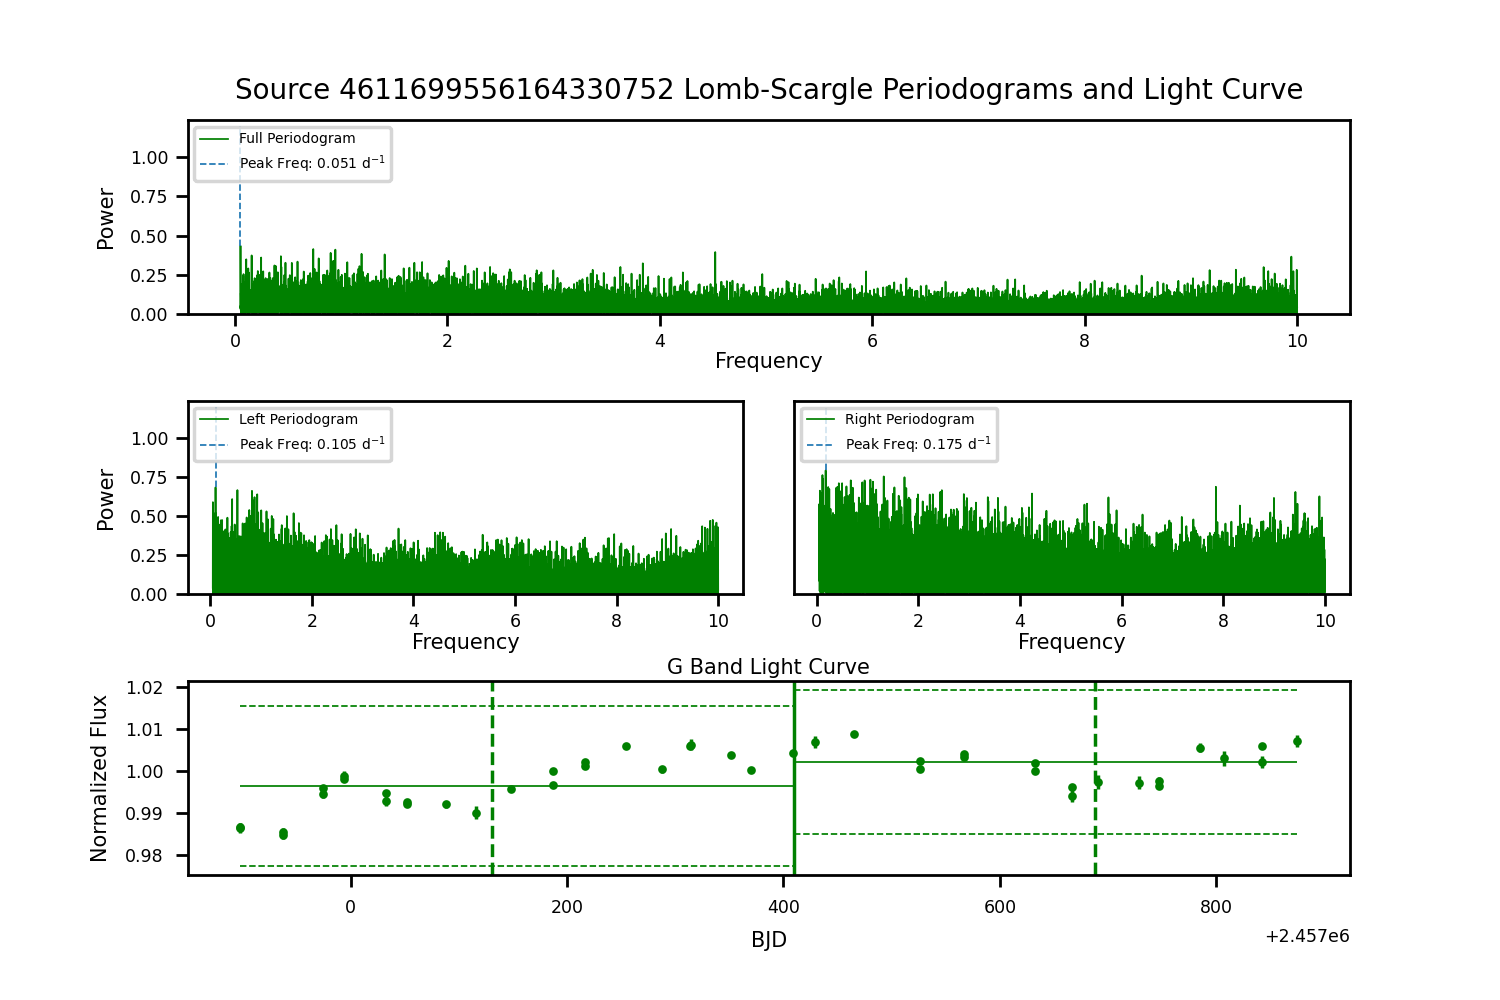 Source 4611699556164330752 Lomb-Scargle Periodograms and Light Curve
Full Periodogram
Peak Freq: 0.051 d⁻¹
Power
1.00
0.75
0.50
0.25
0.00
0 2 4 6 8 10
Frequency
Left Periodogram
Peak Freq: 0.105 d⁻¹
Power
1.00
0.75
0.50
0.25
0.00
0 2 4 6 8 10
Frequency
Right Periodogram
Peak Freq: 0.175 d⁻¹
0 2 4 6 8 10
Frequency
G Band Light Curve
Normalized Flux
1.02
1.01
1.00
0.99
0.98
0 200 400 600 800
BJD
+2.457e6